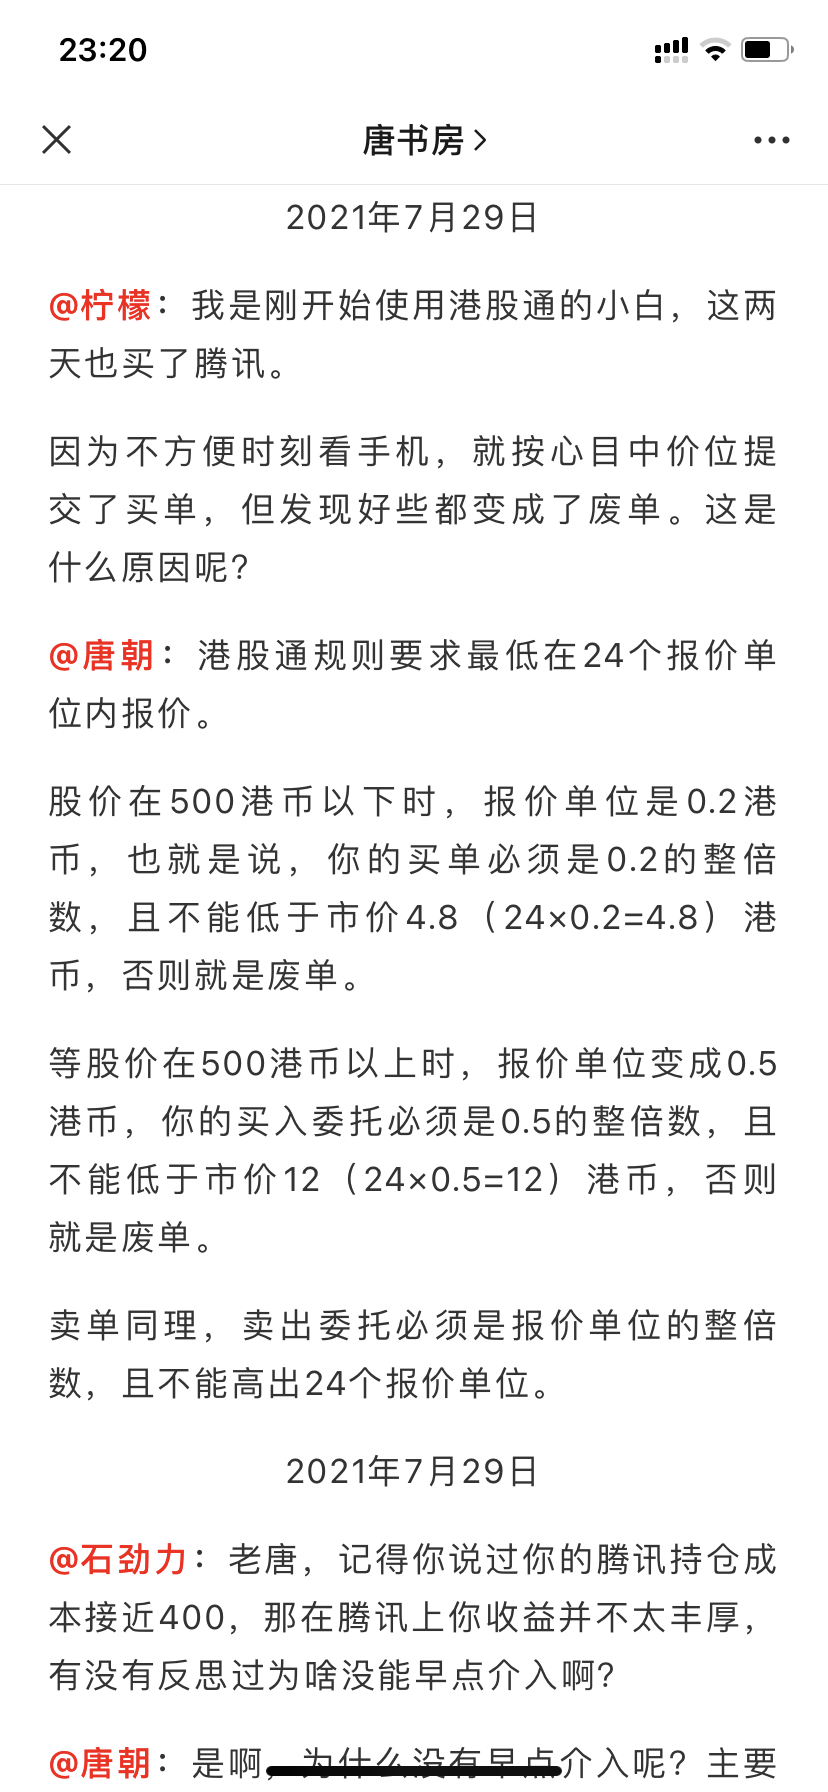 23:20
唐书房
2021年7月29日
@柠檬：我是刚开始使用港股通的小白，这两
天也买了腾讯。
因为不方便时刻看手机，就按心目中价位提
交了买单，但发现好些都变成了废单。这是
什么原因呢?
@唐朝：港股通规则要求最低在24个报价单
位内报价。
股价在500港币以下时，报价单位是0.2港
币，也就是说，你的买单必须是0.2的整倍
数，且不能低于市价4.8（24×0.2=4.8）港
币，否则就是废单。
等股价在500港币以上时，报价单位变成0.5
港币，你的买入委托必须是0.5的整倍数，且
不能低于市价12（24×0.5=12）港币，否则
就是废单。
卖单同理，卖出委托必须是报价单位的整倍
数，且不能高出24个报价单位。
2021年7月29日
@石劲力：老唐，记得你说过你的腾讯持仓成
本接近400，那在腾讯上你收益并不太丰厚，
有没有反思过为啥没能早点介入啊?
@唐朝：是啊，为什么没有早点介入呢? 主要